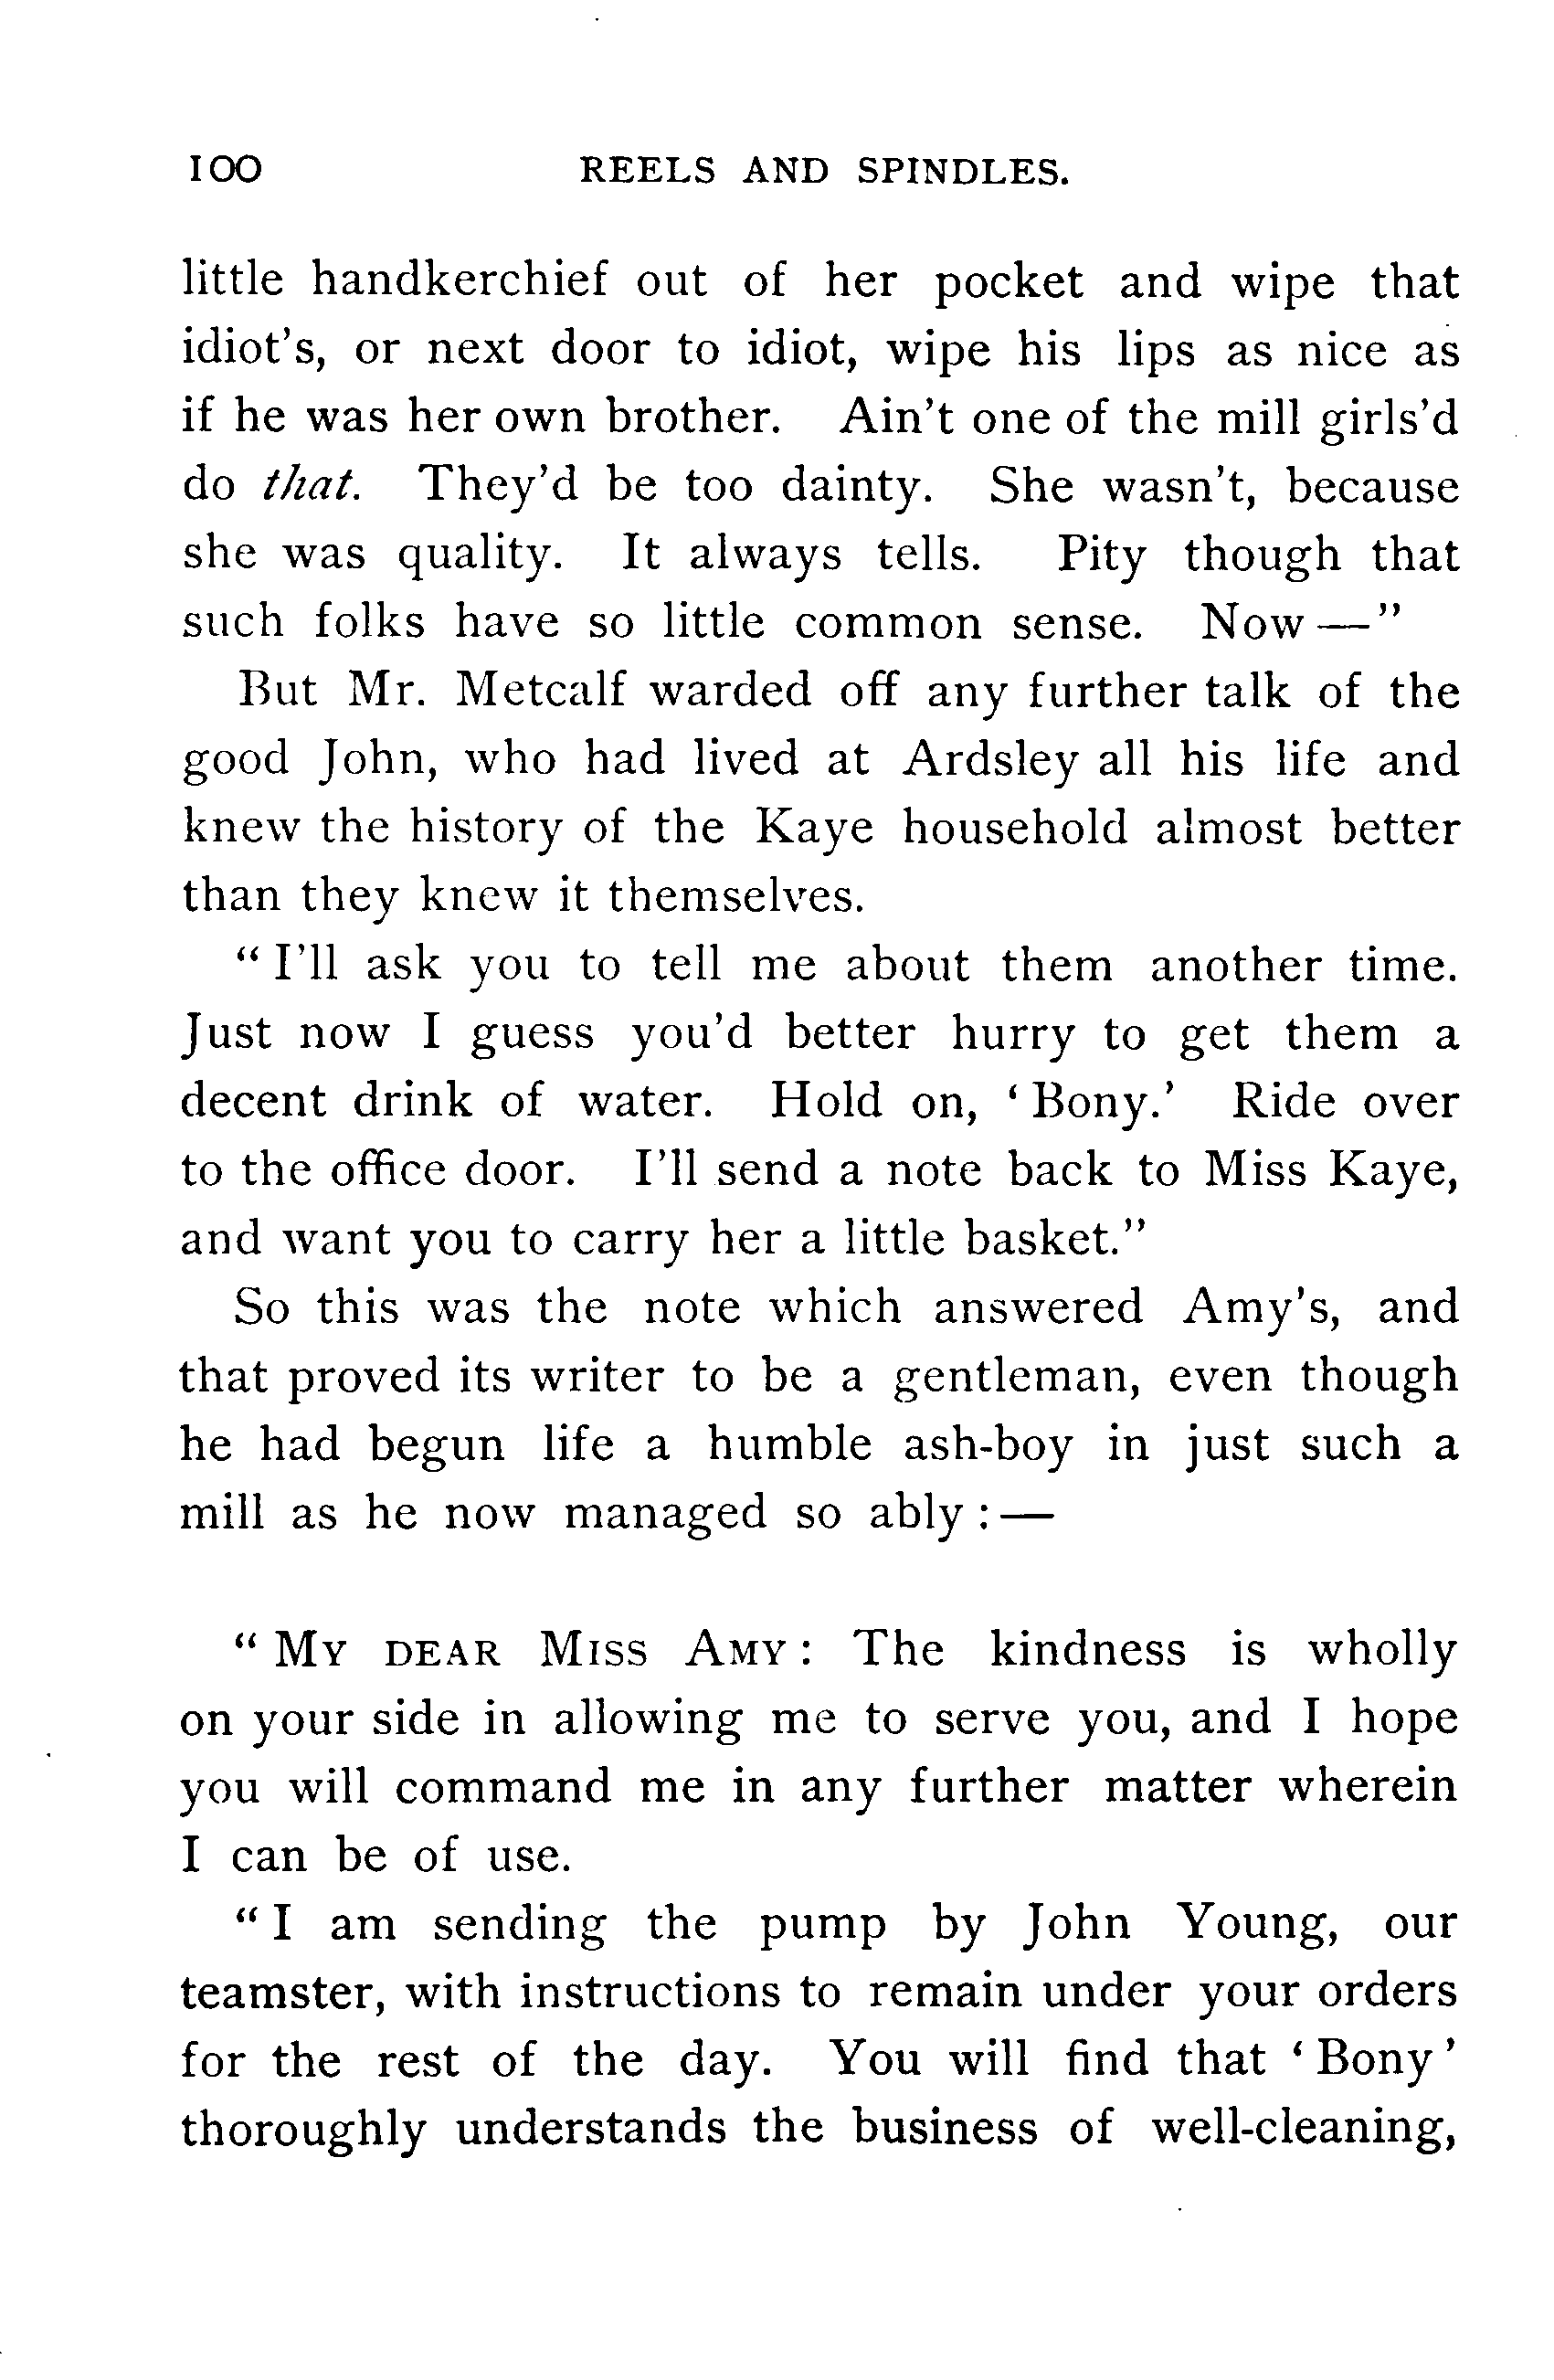 100 REELS AND SPINDLES.
little handkerchief out of her pocket and wipe that
idiot's, or next door to idiot, wipe his lips as nice as
if he was her own brother. Ain't one of the mill girls'd
do that. They'd be too dainty. She wasn't, because
she was quality. It always tells. Pity though that
such folks have so little common sense. Now—”
But Mr. Metcalf warded off any further talk of the
good John, who had lived at Ardsley all his life and
knew the history of the Kaye household almost better
than they knew it themselves.
“I'll ask you to tell me about them another time.
Just now I guess you'd better hurry to get them a
decent drink of water. Hold on, ‘Bony.’ Ride over
to the office door. I'll send a note back to Miss Kaye,
and want you to carry her a little basket.”
So this was the note which answered Amy's, and
that proved its writer to be a gentleman, even though
he had begun life a humble ash-boy in just such a
mill as he now managed so ably:—
“MY DEAR MISS AMY: The kindness is wholly
on your side in allowing me to serve you, and I hope
you will command me in any further matter wherein
I can be of use.
“I am sending the pump by John Young, our
teamster, with instructions to remain under your orders
for the rest of the day. You will find that ‘Bony’
thoroughly understands the business of well-cleaning,